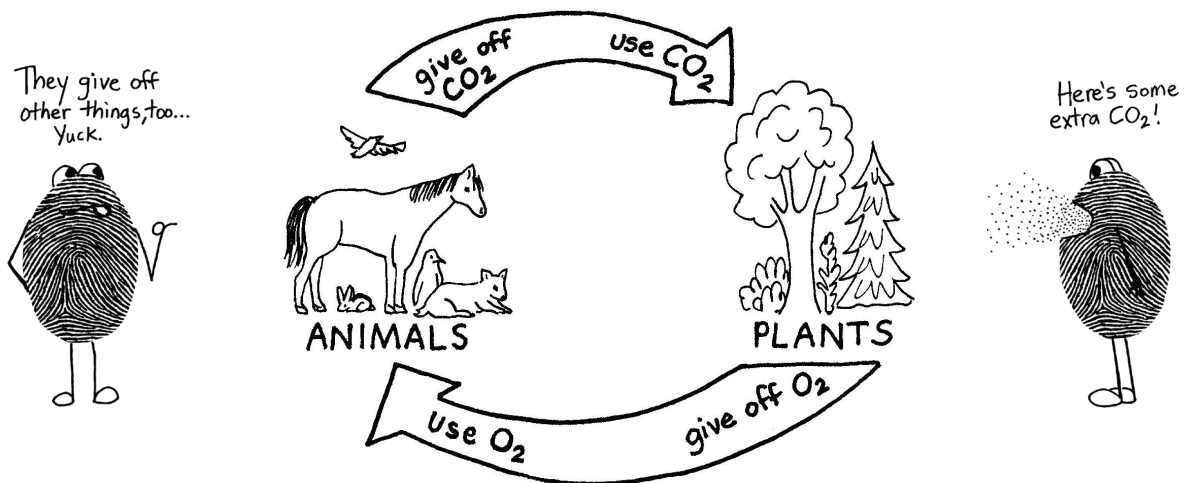 They give off
other things, too...
Yuck.
give off
CO₂
use CO₂
Here's some
extra CO₂!
ANIMALS
PLANTS
use O₂
give off O₂